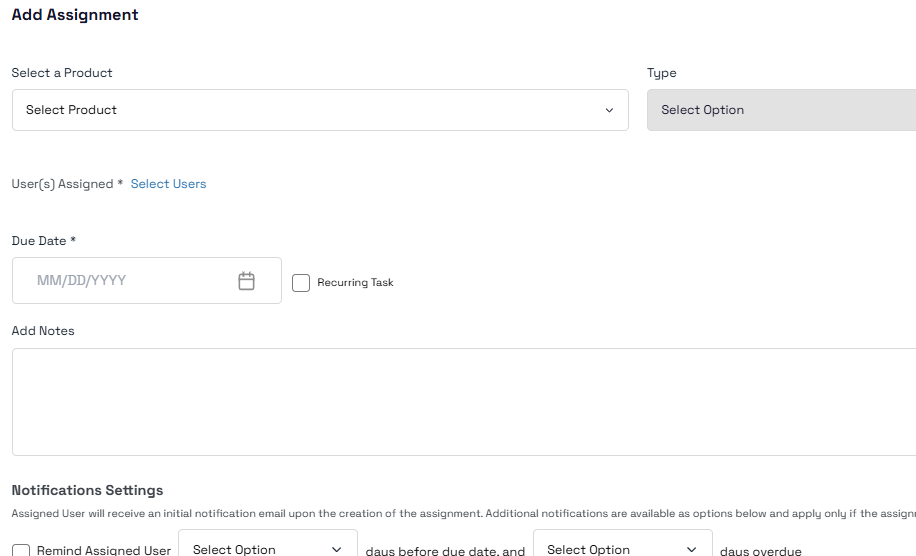 Add Assignment
Select a Product
Type
Select Product
Select Option
User(s) Assigned * Select Users
Due Date *
MM/DD/YYYY
Recurring Task
Add Notes
Notifications Settings
Assigned User will receive an initial notification email upon the creation of the assignment. Additional notifications are available as options below and apply only if the
Remind Assigned User Select Option days before due date, and Select Option days overdue